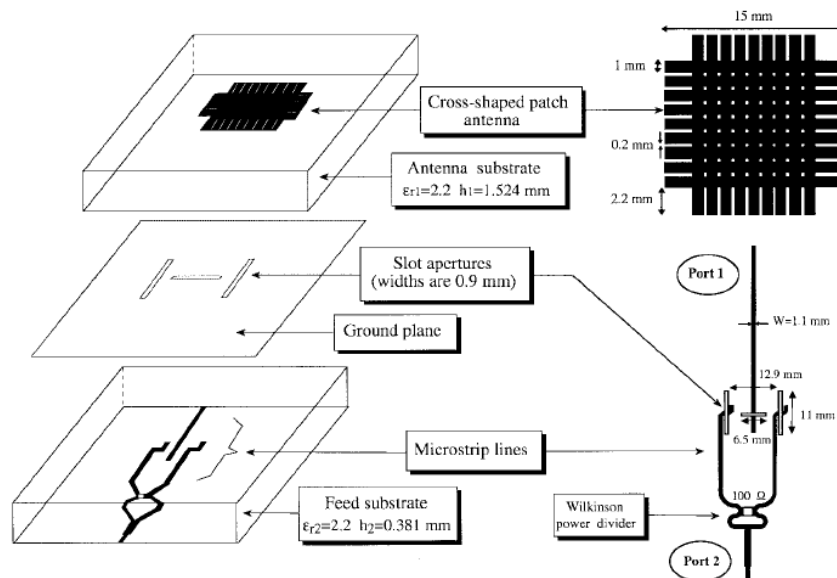 15 mm
1 mm
Cross-shaped patch
antenna
0.2 mm
Antenna substrate
εr1=2.2 h1=1.524 mm
2.2 mm
Slot apertures
(widths are 0.9 mm)
Port 1
Ground plane
W=1.1 mm
12.9 mm
11 mm
Microstrip lines
6.5 mm
Feed substrate
εr2=2.2 h2=0.381 mm
Wilkinson
power divider
100 Ω
Port 2